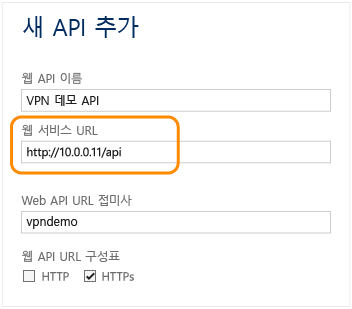 새 API 추가
웹 API 이름
VPN 데모 API
웹 서비스 URL
http://10.0.0.11/api
Web API URL 접미사
vpndemo
웹 API URL 구성표
HTTP HTTPs